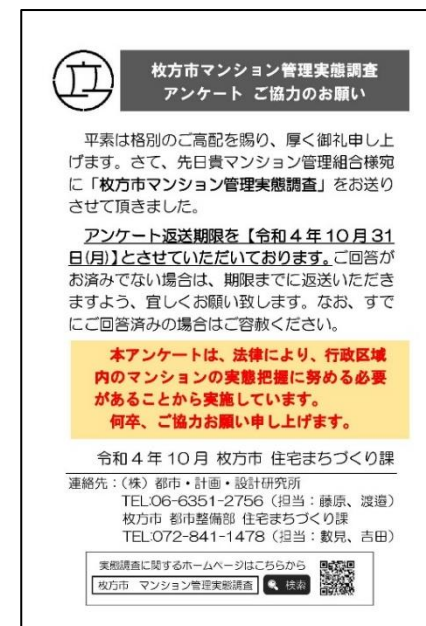 枚方市マンション管理実態調査
アンケート ご協力のお願い
平素は格別のご高配を賜り、厚く御礼申し上
げます。さて、先日貴マンション管理組合様宛
に「枚方市マンション管理実態調査」をお送り
させて頂きました。
アンケート返送期限を【令和4年10月31
日(月)】とさせていただいております。ご回答が
お済みでない場合は、期限までに返送いただき
ますよう、宜しくお願い致します。なお、すで
にご回答済みの場合はご容赦ください。
本アンケートは、法律により、行政区域
内のマンションの実態把握に努める必要
があることから実施しています。
何卒、ご協力お願い申し上げます。
令和4年10月 枚方市 住宅まちづくり課
連絡先:(株)都市・計画・設計研究所
TEL:06-6351-2756(担当:藤原、渡邉)
枚方市 都市整備部 住宅まちづくり課
TEL:072-841-1478(担当:數見、吉田)
実態調査に関するホームページはこちらから
枚方市 マンション管理実態調査 検索